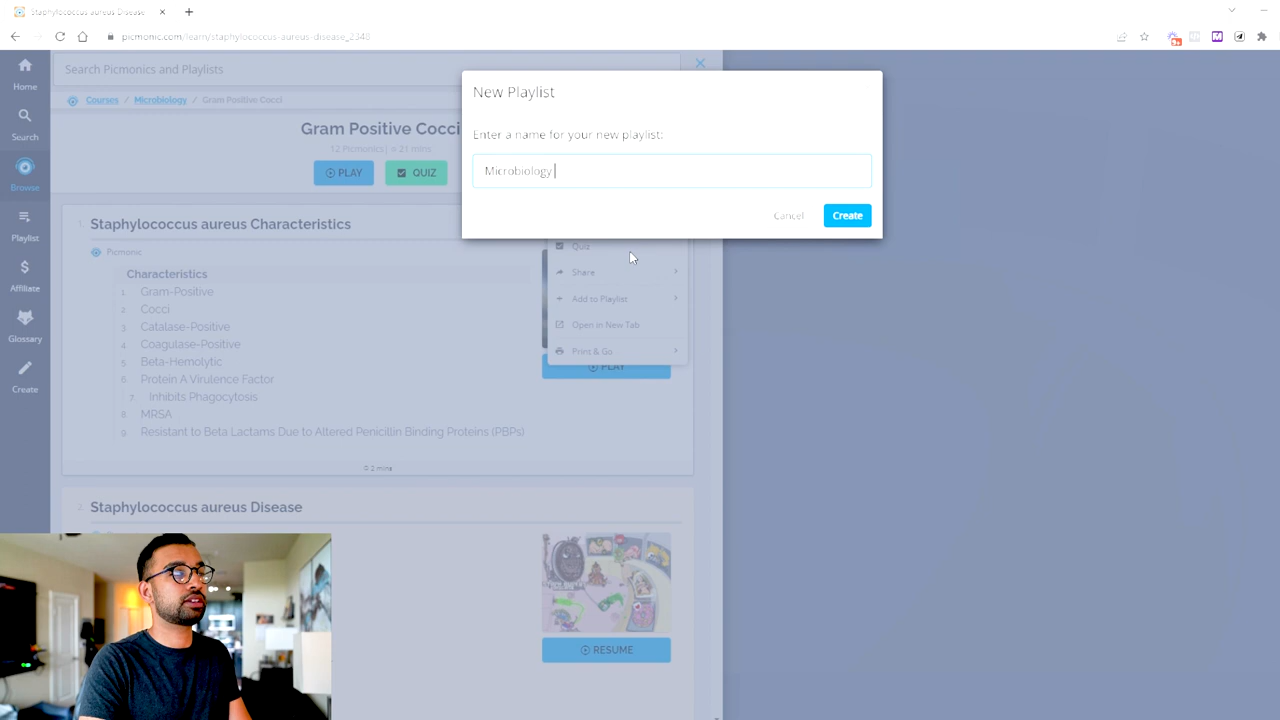 Staphylococcus aureus Disease
picmonic.com/learn/staphylococcus-aureus-disease_2348
9+
Home
Search
Browse
Playlist
Affiliate
Glossary
Create
Search Picmonics and Playlists
Courses / Microbiology / Gram Positive Cocci
Gram Positive Cocci
12 Picmonics | ≈ 21 mins
PLAY
QUIZ
1. Staphylococcus aureus Characteristics
Picmonic
Characteristics
1. Gram-Positive
2. Cocci
3. Catalase-Positive
4. Coagulase-Positive
5. Beta-Hemolytic
6. Protein A Virulence Factor
7. Inhibits Phagocytosis
8. MRSA
9. Resistant to Beta Lactams Due to Altered Penicillin Binding Proteins (PBPs)
2 mins
New Playlist
Enter a name for your new playlist:
Microbiology
Cancel
Create
Quiz
Share
Add to Playlist
Open in New Tab
Print & Go
PLAY
2. Staphylococcus aureus Disease
RESUME